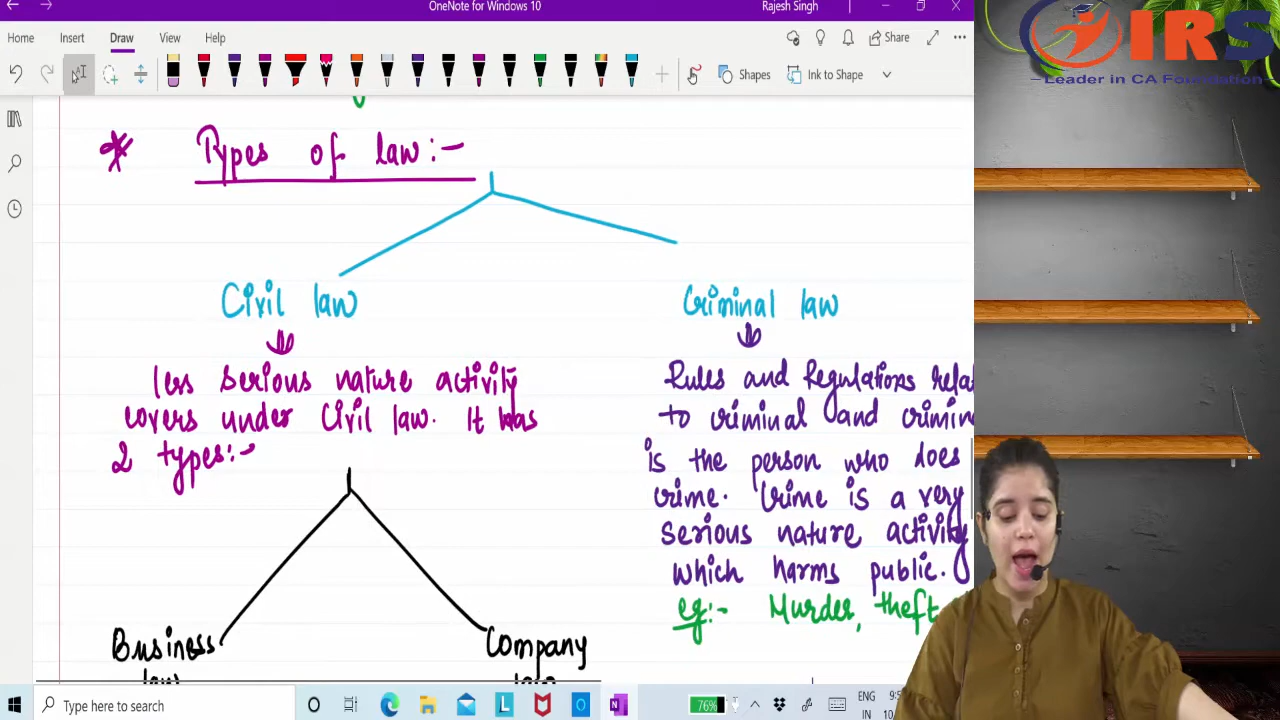 OneNote for Windows 10
Rajesh Singh
Home Insert Draw View Help
Share
Shapes
Ink to Shape
IRS
Leader in CA Foundation
* Types of law:-
Civil law
Criminal law
less serious nature activity
covers under Civil law. It has
2 types:-
Business
law
Company
law
Rules and Regulations rela
to criminal and crimin
is the person who does
crime. Crime is a very
serious nature activity
which harms public.
eg:- Murder, theft
Type here to search
76%
ENG
IN